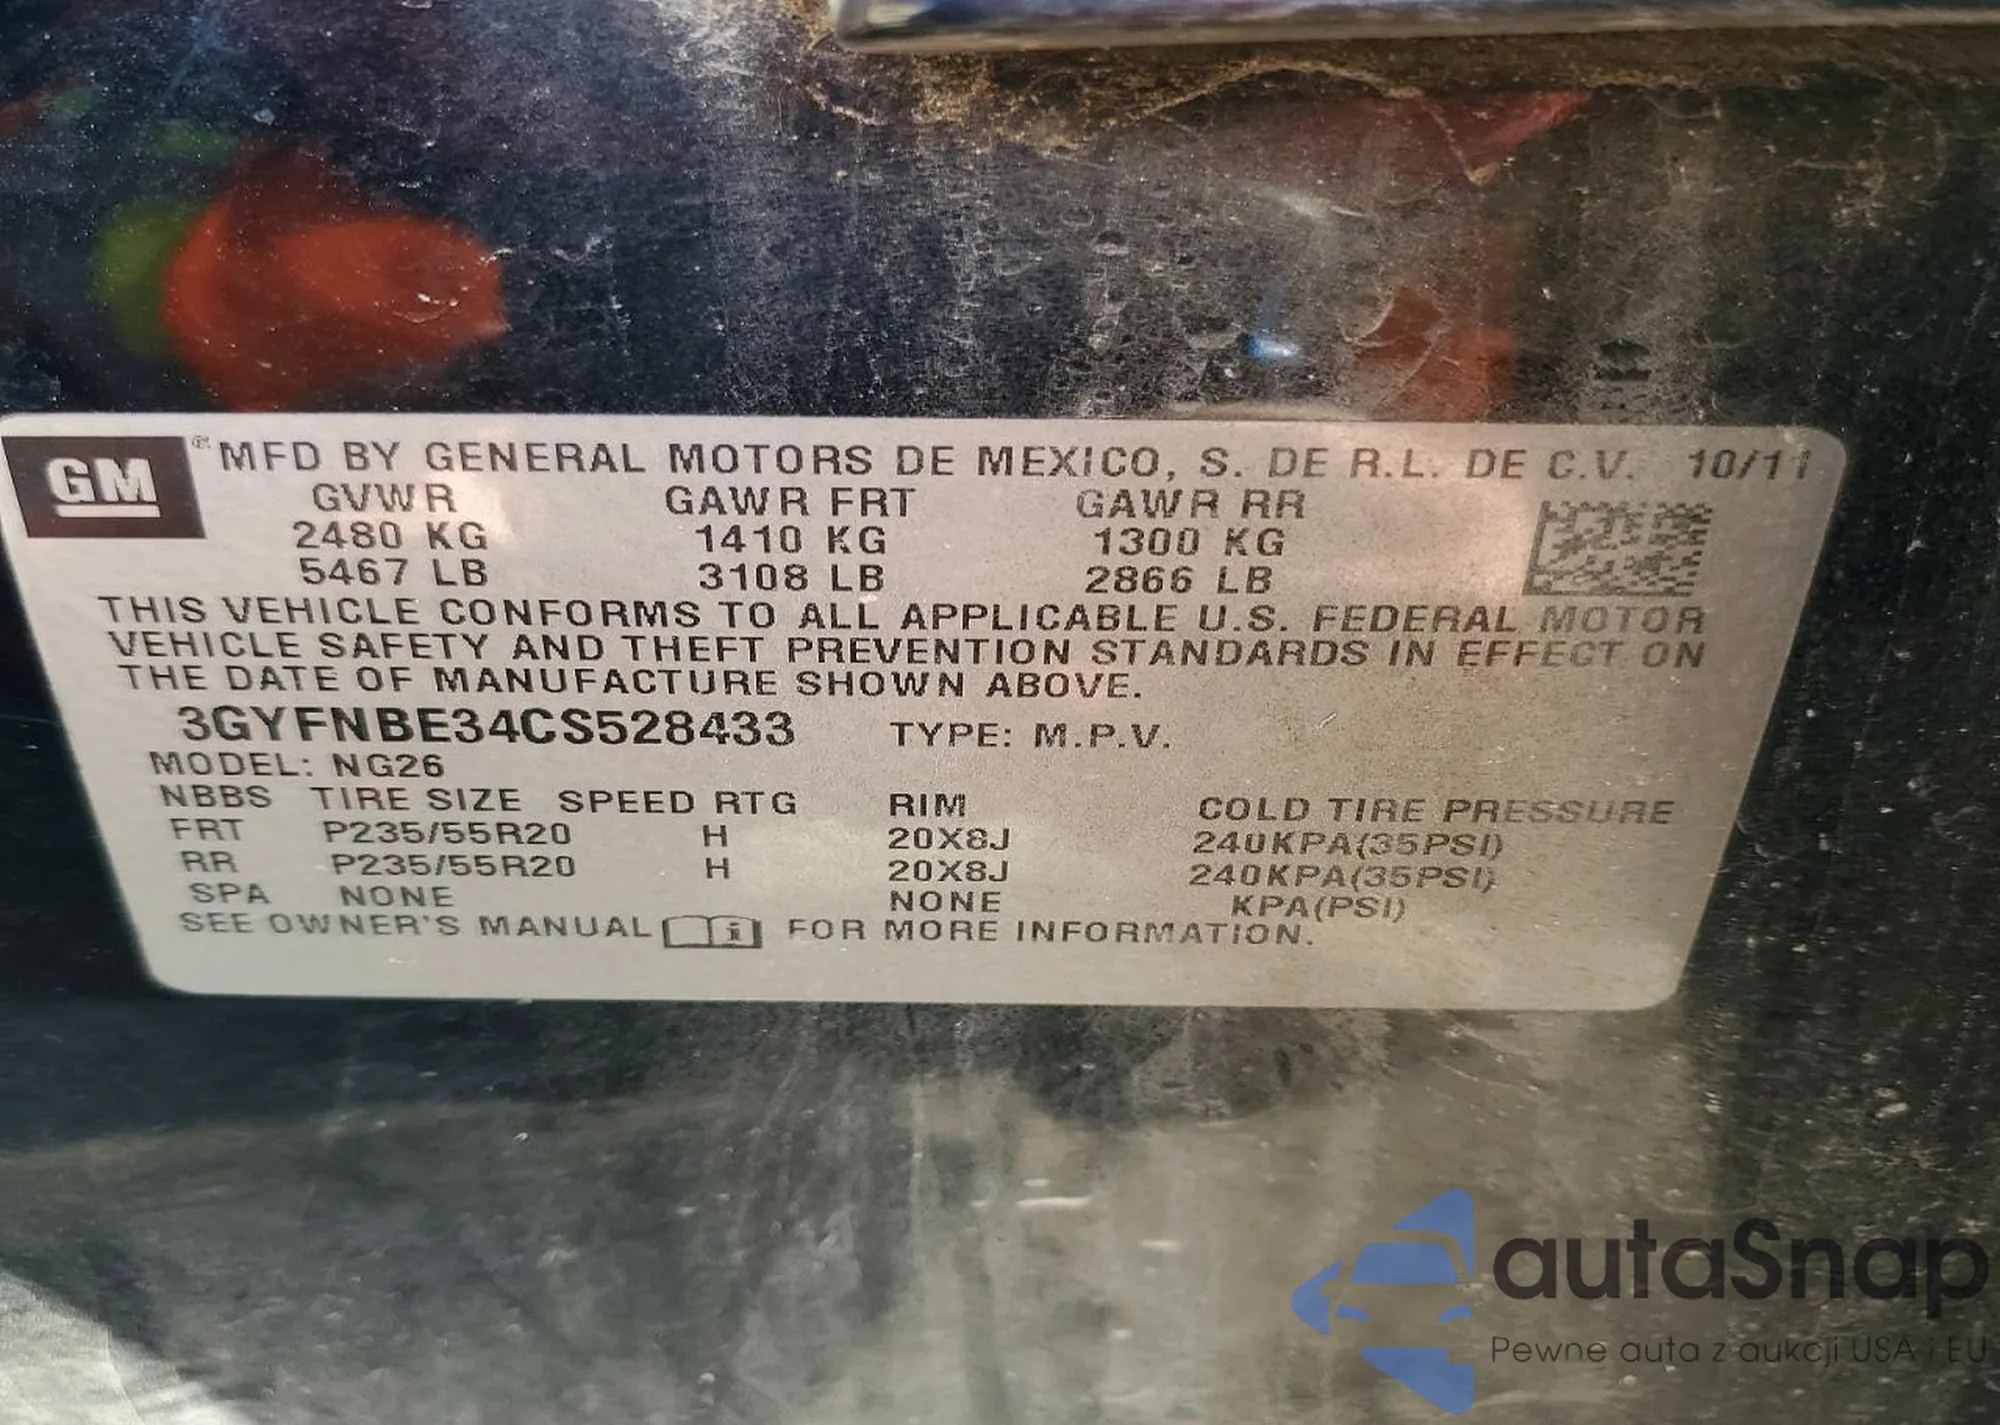 GM ® MFD BY GENERAL MOTORS DE MEXICO, S. DE R.L. DE C.V. 10/11
GVWR GAWR FRT GAWR RR
2480 KG 1410 KG 1300 KG
5467 LB 3108 LB 2866 LB
THIS VEHICLE CONFORMS TO ALL APPLICABLE U.S. FEDERAL MOTOR
VEHICLE SAFETY AND THEFT PREVENTION STANDARDS IN EFFECT ON
THE DATE OF MANUFACTURE SHOWN ABOVE.
3GYFNBE34CS528433 TYPE: M.P.V.
MODEL: NG26
NBBS TIRE SIZE SPEED RTG RIM COLD TIRE PRESSURE
FRT P235/55R20 H 20X8J 240KPA(35PSI)
RR P235/55R20 H 20X8J 240KPA(35PSI)
SPA NONE NONE KPA(PSI)
SEE OWNER'S MANUAL FOR MORE INFORMATION.
autaSnap
Pewne auta z aukcji USA i EU